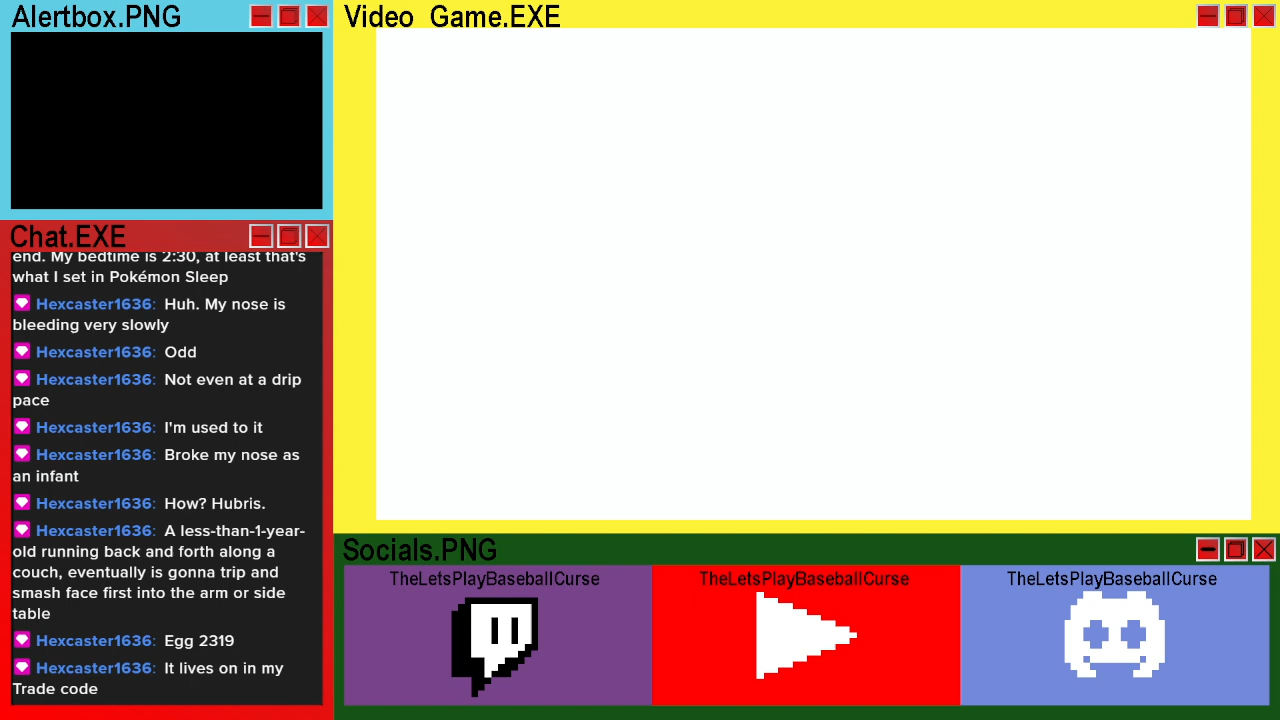 Alertbox.PNG
Video Game.EXE
Chat.EXE
end. My bedtime is 2:30, at least that's
what I set in Pokémon Sleep
Hexcaster1636: Huh. My nose is
bleeding very slowly
Hexcaster1636: Odd
Hexcaster1636: Not even at a drip
pace
Hexcaster1636: I'm used to it
Hexcaster1636: Broke my nose as
an infant
Hexcaster1636: How? Hubris.
Hexcaster1636: A less-than-1-year-
old running back and forth along a
couch, eventually is gonna trip and
smash face first into the arm or side
table
Hexcaster1636: Egg 2319
Hexcaster1636: It lives on in my
Trade code
Socials.PNG
TheLetsPlayBaseballCurse
TheLetsPlayBaseballCurse
TheLetsPlayBaseballCurse